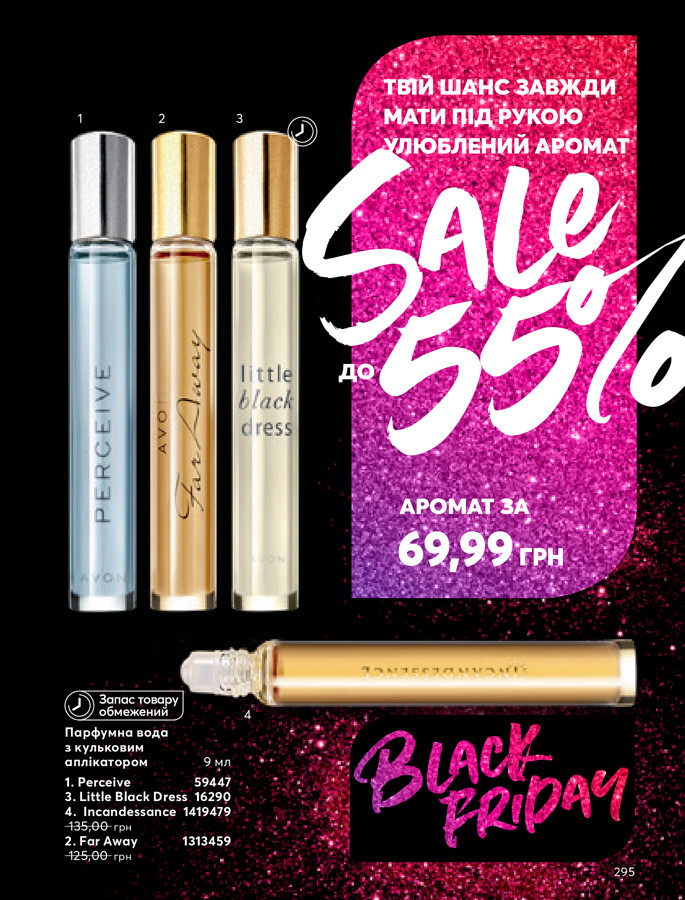 1
2
3
ТВІЙ ШАНС ЗАВЖДИ
МАТИ ПІД РУКОЮ
УЛЮБЛЕНИЙ АРОМАТ
SALE
ДО 55%
АРОМАТ ЗА
69,99 ГРН
PERCEIVE
AVON
Far Away
little
black
dress
AVON
INCANDESSENCE
4
Запас товару
обмежений
Парфумна вода
з кульковим
аплікатором 9 мл
1. Perceive 59447
3. Little Black Dress 16290
4. Incandessance 1419479
135,00 грн
2. Far Away 1313459
125,00 грн
BLACK
FRIDAY
295